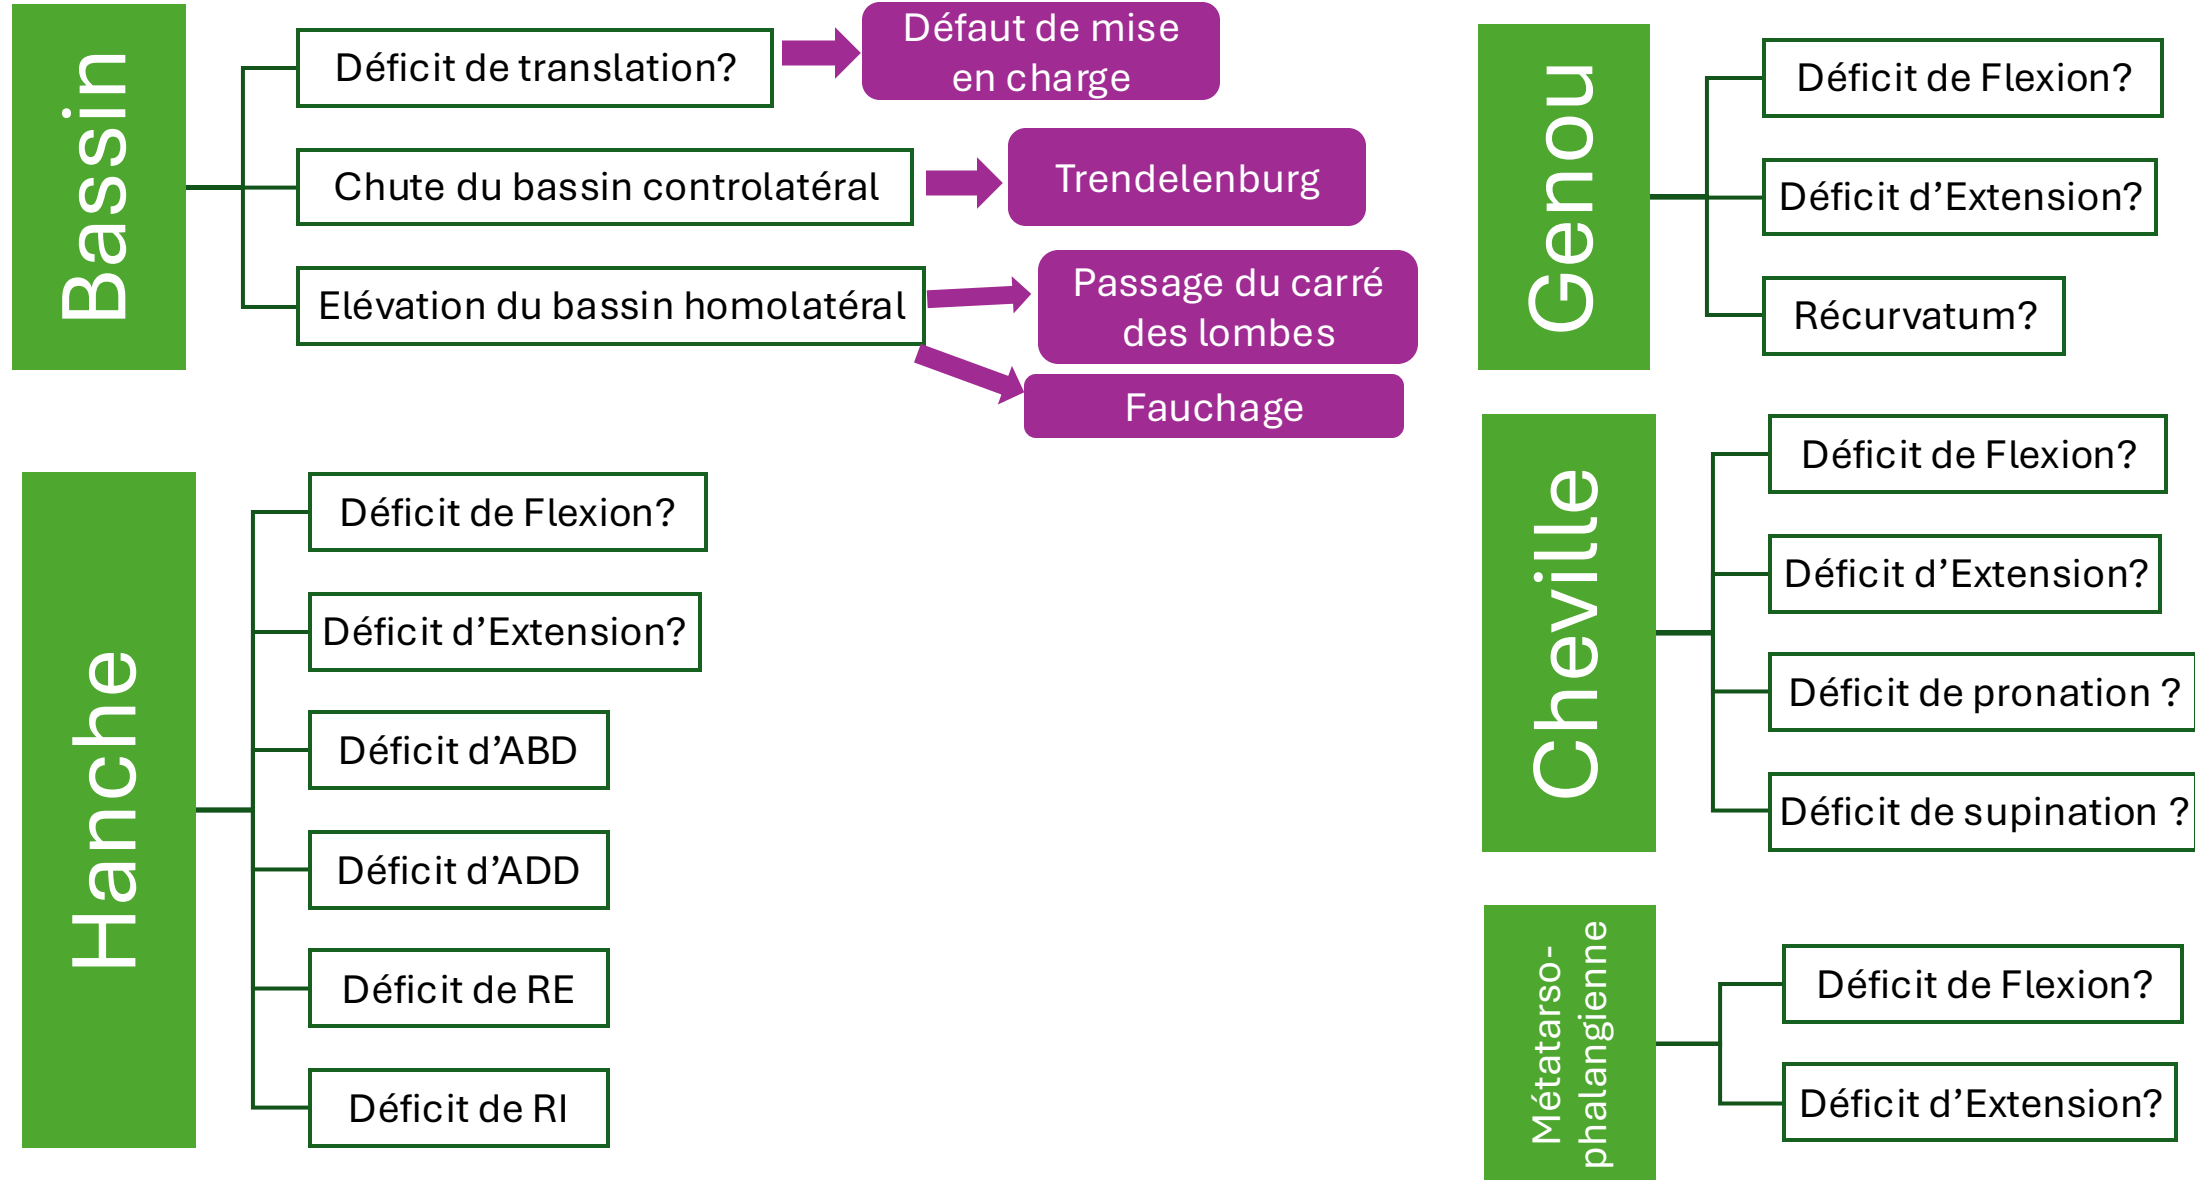 Bassin
Déficit de translation?
Défaut de mise
en charge
Chute du bassin controlatéral
Trendelenburg
Elévation du bassin homolatéral
Passage du carré
des lombes
Fauchage
Hanche
Déficit de Flexion?
Déficit d’Extension?
Déficit d’ABD
Déficit d’ADD
Déficit de RE
Déficit de RI
Genou
Déficit de Flexion?
Déficit d’Extension?
Récurvatum?
Cheville
Déficit de Flexion?
Déficit d’Extension?
Déficit de pronation ?
Déficit de supination ?
Métatarso-
phalangienne
Déficit de Flexion?
Déficit d’Extension?